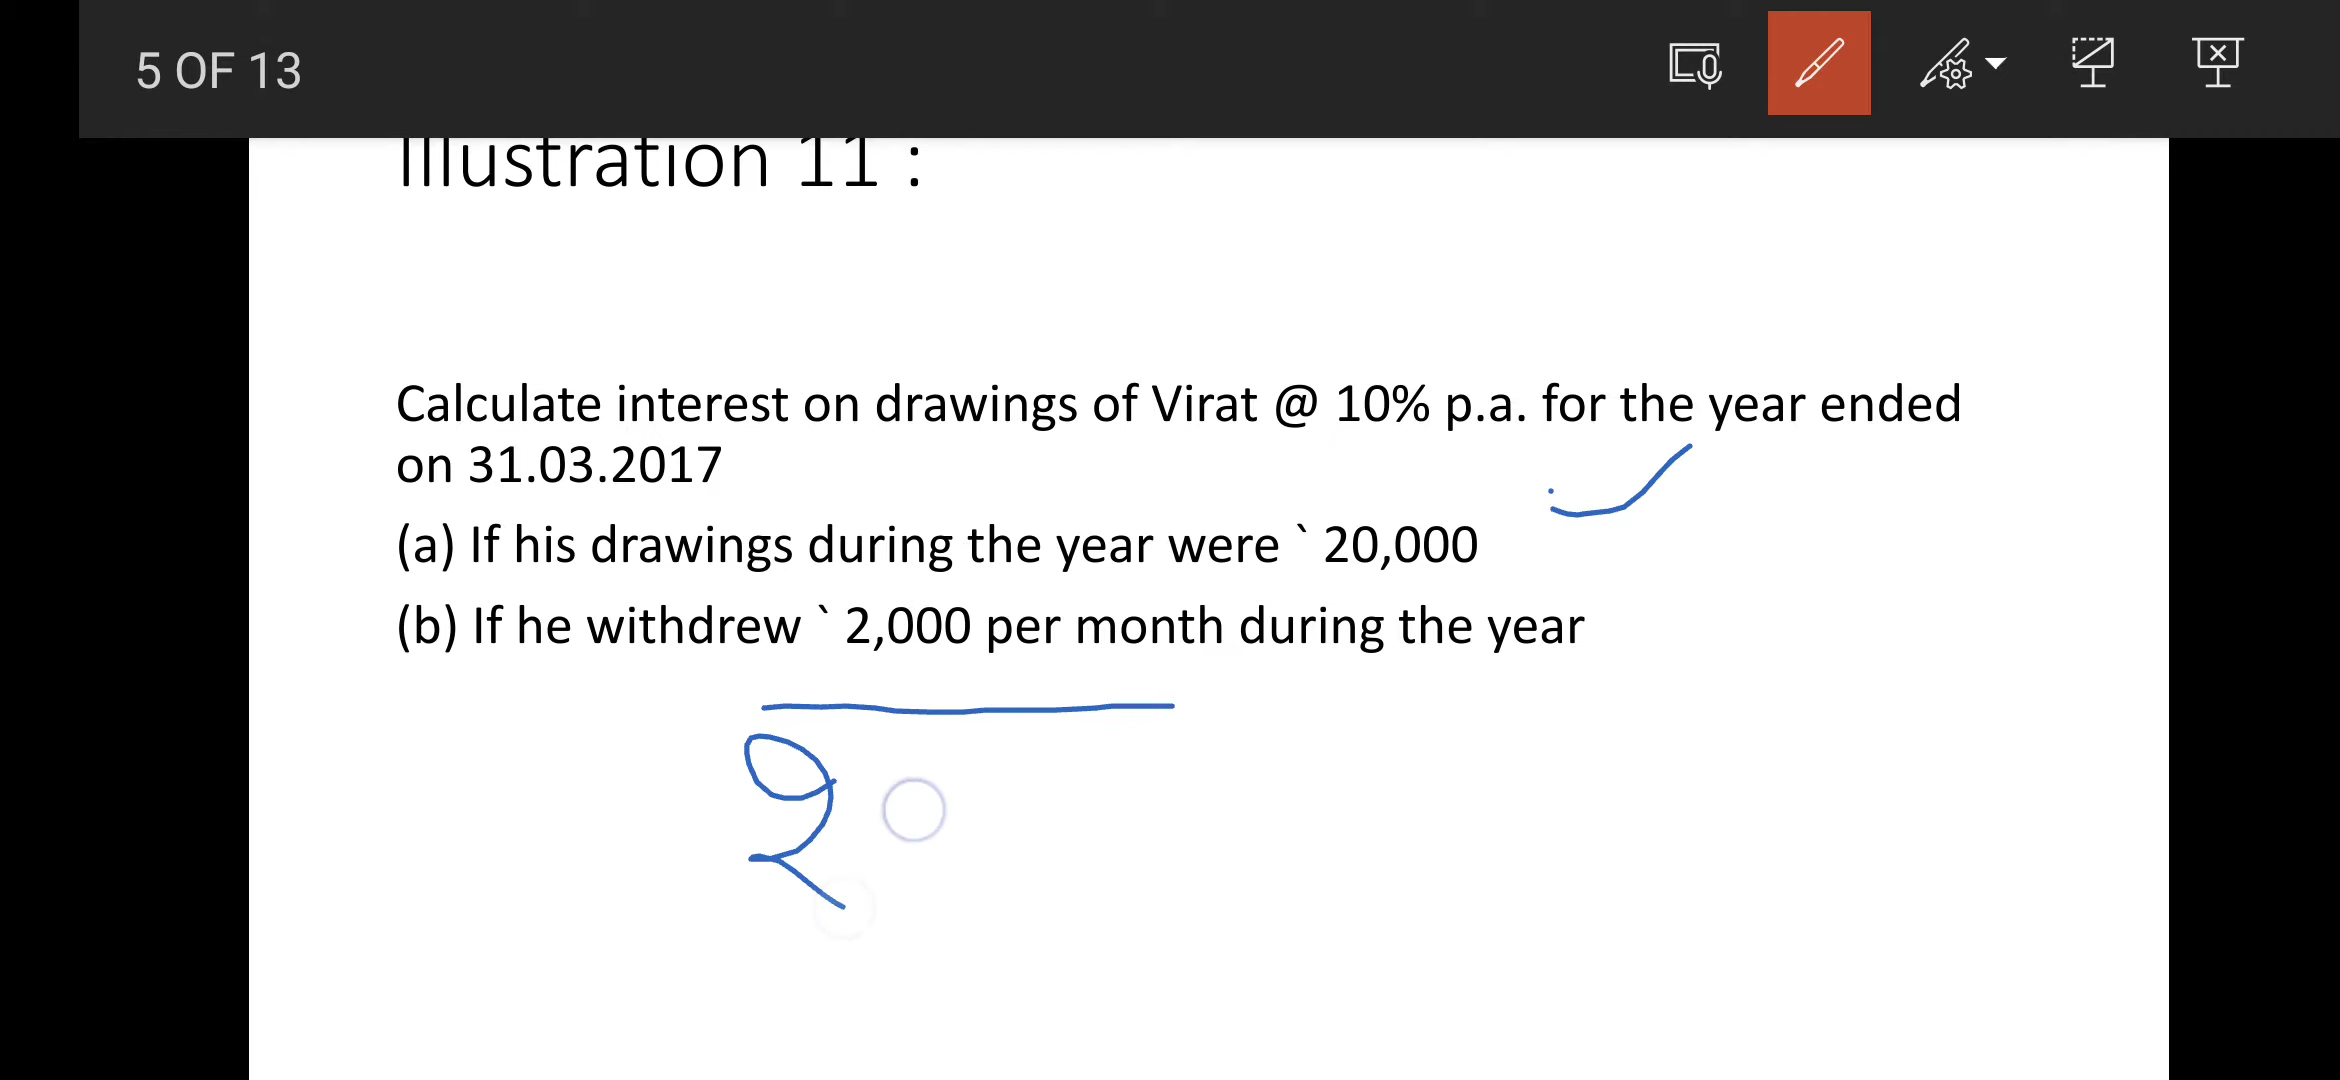 5 OF 13
Illustration 11 :
Calculate interest on drawings of Virat @ 10% p.a. for the year ended
on 31.03.2017
(a) If his drawings during the year were ` 20,000
(b) If he withdrew ` 2,000 per month during the year
२